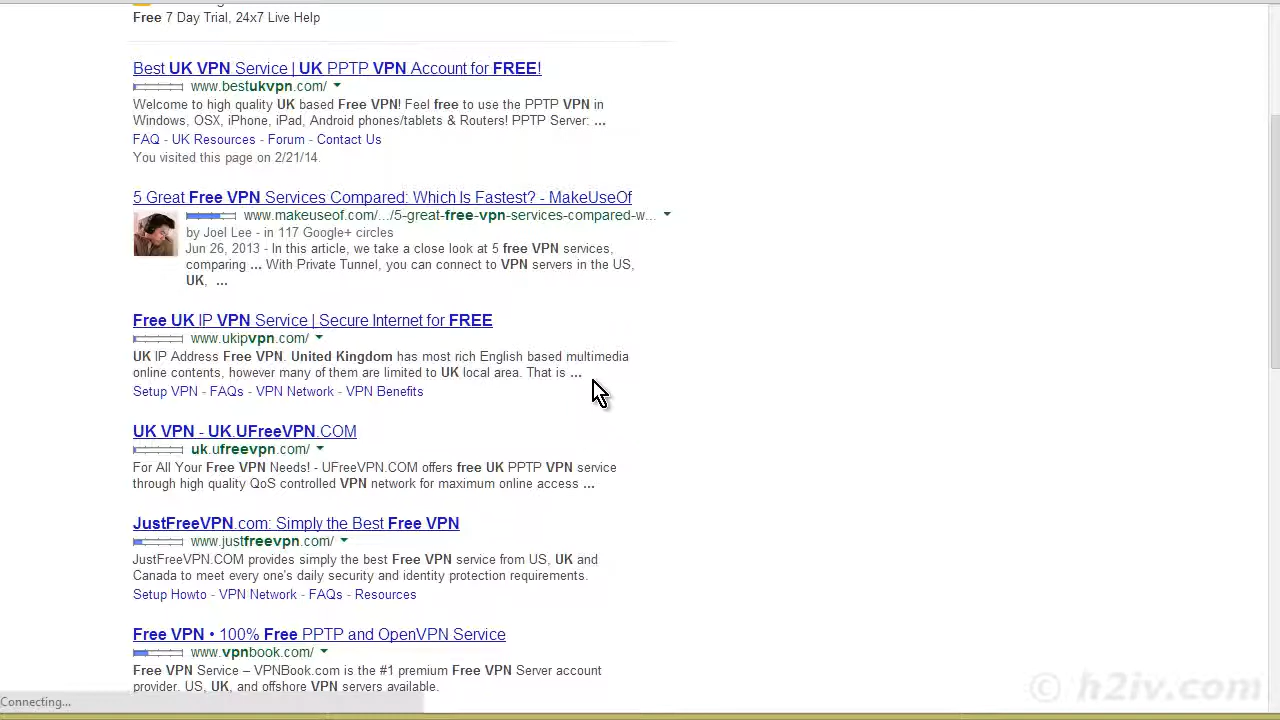 Free 7 Day Trial, 24x7 Live Help
Best UK VPN Service | UK PPTP VPN Account for FREE!
www.bestukvpn.com/
Welcome to high quality UK based Free VPN! Feel free to use the PPTP VPN in
Windows, OSX, iPhone, iPad, Android phones/tablets & Routers! PPTP Server: ...
FAQ - UK Resources - Forum - Contact Us
You visited this page on 2/21/14.
5 Great Free VPN Services Compared: Which Is Fastest? - MakeUseOf
www.makeuseof.com/.../5-great-free-vpn-services-compared-w...
by Joel Lee - in 117 Google+ circles
Jun 26, 2013 - In this article, we take a close look at 5 free VPN services,
comparing ... With Private Tunnel, you can connect to VPN servers in the US,
UK, ...
Free UK IP VPN Service | Secure Internet for FREE
www.ukipvpn.com/
UK IP Address Free VPN. United Kingdom has most rich English based multimedia
online contents, however many of them are limited to UK local area. That is ...
Setup VPN - FAQs - VPN Network - VPN Benefits
UK VPN - UK.UFreeVPN.COM
uk.ufreevpn.com/
For All Your Free VPN Needs! - UFreeVPN.COM offers free UK PPTP VPN service
through high quality QoS controlled VPN network for maximum online access ...
JustFreeVPN.com: Simply the Best Free VPN
www.justfreevpn.com/
JustFreeVPN.COM provides simply the best Free VPN service from US, UK and
Canada to meet every one's daily security and identity protection requirements.
Setup Howto - VPN Network - FAQs - Resources
Free VPN • 100% Free PPTP and OpenVPN Service
www.vpnbook.com/
Free VPN Service – VPNBook.com is the #1 premium Free VPN Server account
provider. US, UK, and offshore VPN servers available.
Connecting...
© h2iv.com